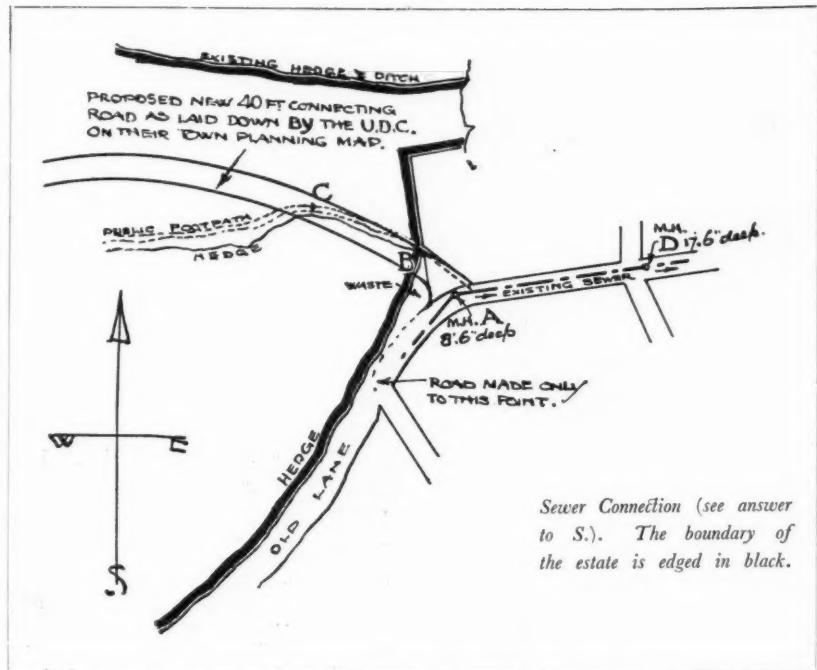 EXISTING HEDGE & DITCH
PROPOSED NEW 40 FT CONNECTING
ROAD AS LAID DOWN BY THE U.D.C.
ON THEIR TOWN PLANNING MAP.
C
PUBLIC FOOTPATH
HEDGE
B
WASTE
M.H.
D 17'.6" deep.
EXISTING SEWER
M.H. A
8'.6" deep
ROAD MADE ONLY
TO THIS POINT.
W E
HEDGE
OLD LANE
S
Sewer Connection (see answer
to S.). The boundary of
the estate is edged in black.